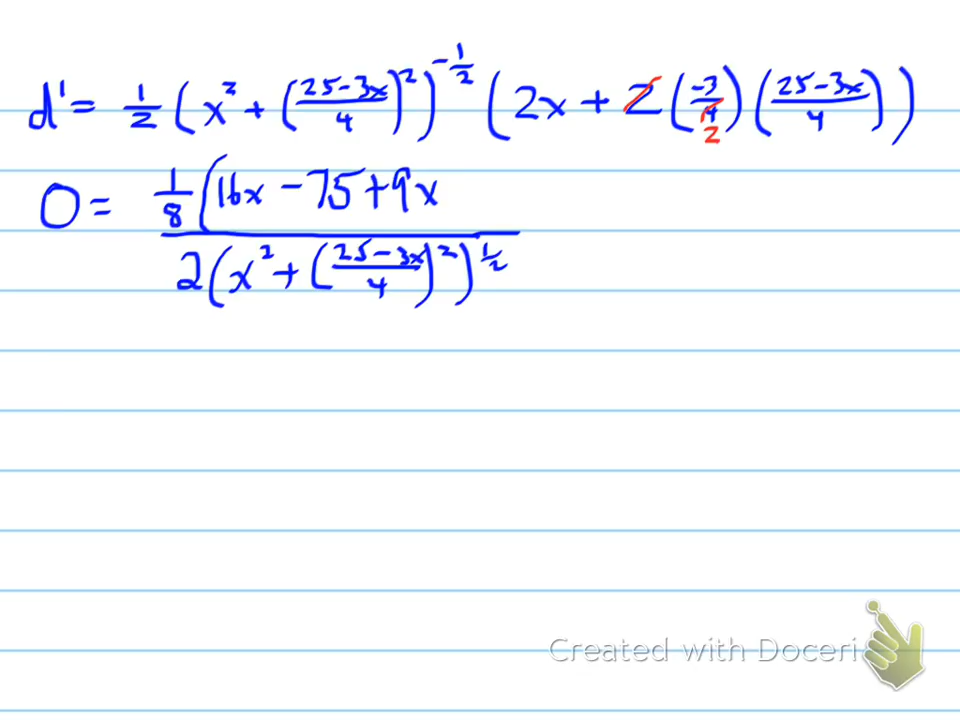 d' = 1/2 (x² + ((25-3x)/4)²)^(-1/2) (2x + 2(-3/4)((25-3x)/4))
2
0 = 1/8 (16x - 75 + 9x / 2(x² + ((25-3x)/4)²)^(1/2)
Created with Doceri